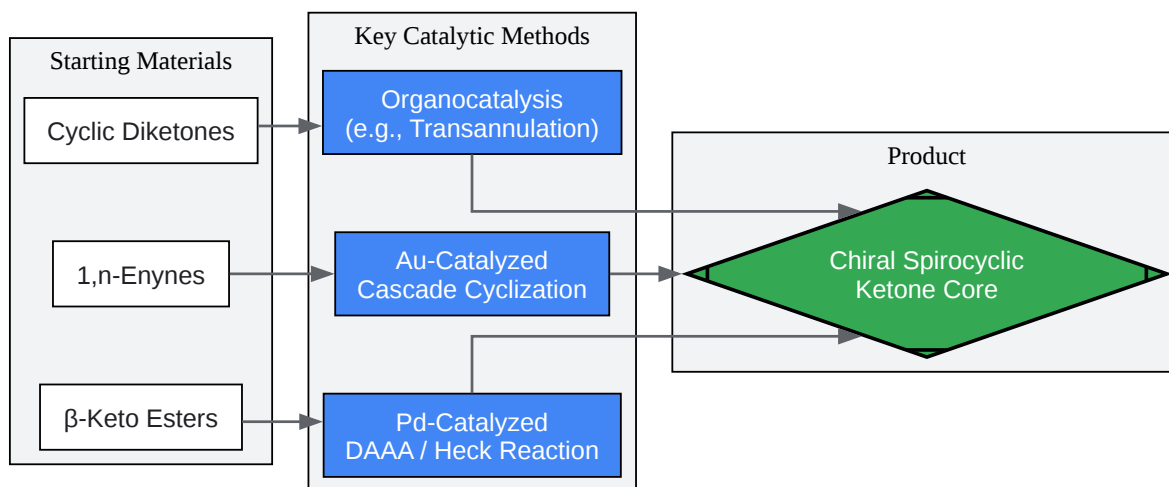 Starting Materials
Cyclic Diketones
1,n-Enynes
β-Keto Esters
Key Catalytic Methods
Organocatalysis
(e.g., Transannulation)
Au-Catalyzed
Cascade Cyclization
Pd-Catalyzed
DAAA / Heck Reaction
Product
Chiral Spirocyclic
Ketone Core